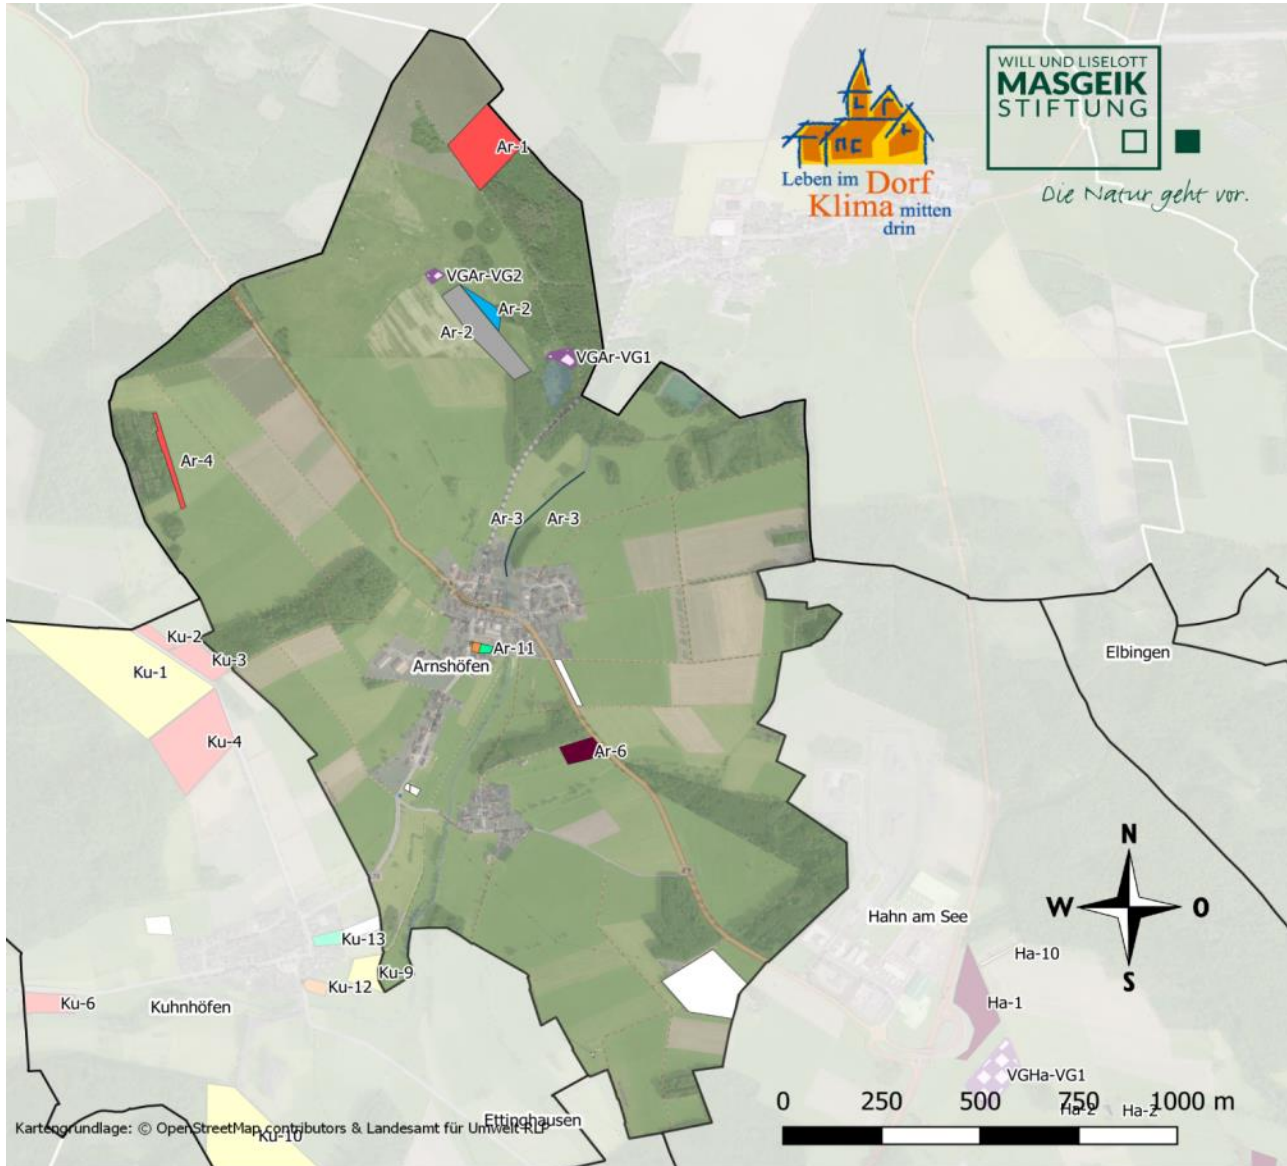 WILL UND LISELOTT
MASGEIK
STIFTUNG
Die Natur geht vor.
Leben im Dorf
Klima mitten
drin
Ar-1
VGAr-VG2
Ar-2
Ar-2
VGAr-VG1
Ar-4
Ar-3
Ar-3
Ku-2
Ku-3
Ku-1
Ar-11
Arnshöfen
Elbingen
Ku-4
Ar-6
N
W
O
S
Hahn am See
Ku-13
Ha-10
Ku-9
Ku-12
Ku-6
Kuhnhöfen
Ha-1
VGHa-VG1
0 250 500 750 1000 m
Ha-2
Ha-2
Ettinghausen
Kartengrundlage: © OpenStreetMap contributors & Landesamt für Umwelt RLP
Ku-10